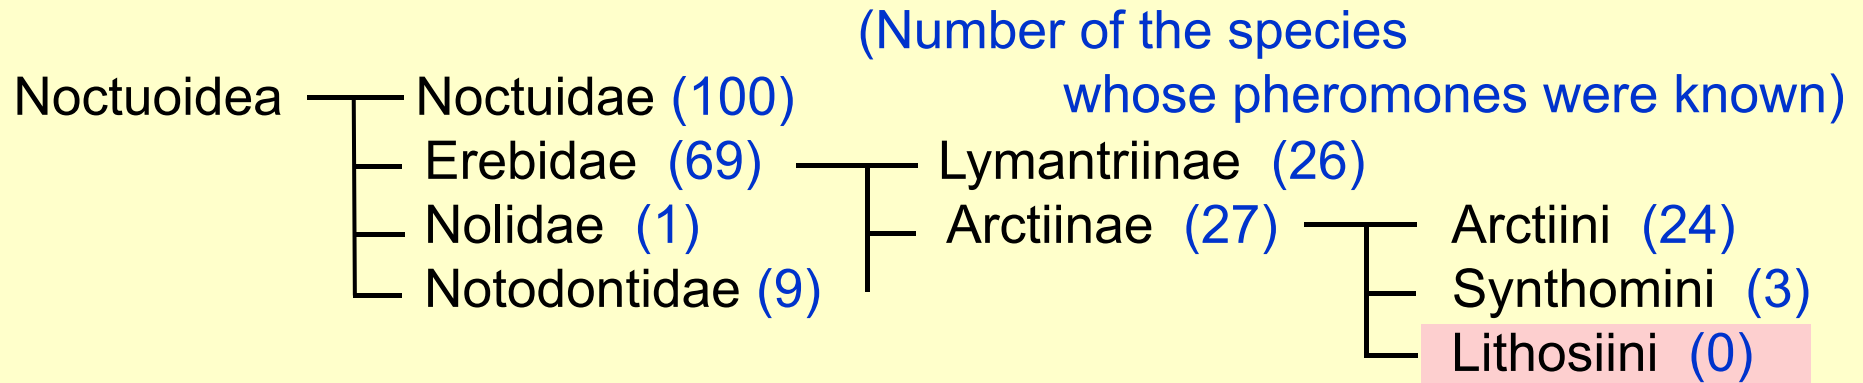 (Number of the species
whose pheromones were known)
Noctuoidea Noctuidae (100)
Erebidae (69) Lymantriinae (26)
Nolidae (1) Arctiinae (27) Arctiini (24)
Notodontidae (9) Synthomini (3)
Lithosiini (0)